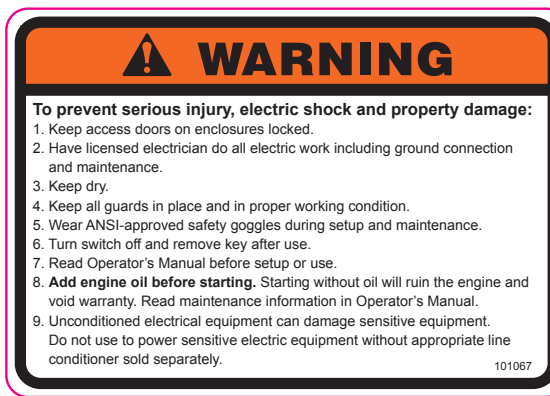 WARNING
To prevent serious injury, electric shock and property damage:
1. Keep access doors on enclosures locked.
2. Have licensed electrician do all electric work including ground connection
and maintenance.
3. Keep dry.
4. Keep all guards in place and in proper working condition.
5. Wear ANSI-approved safety goggles during setup and maintenance.
6. Turn switch off and remove key after use.
7. Read Operator's Manual before setup or use.
8. Add engine oil before starting. Starting without oil will ruin the engine and
void warranty. Read maintenance information in Operator's Manual.
9. Unconditioned electrical equipment can damage sensitive equipment.
Do not use to power sensitive electric equipment without appropriate line
conditioner sold separately.
101067